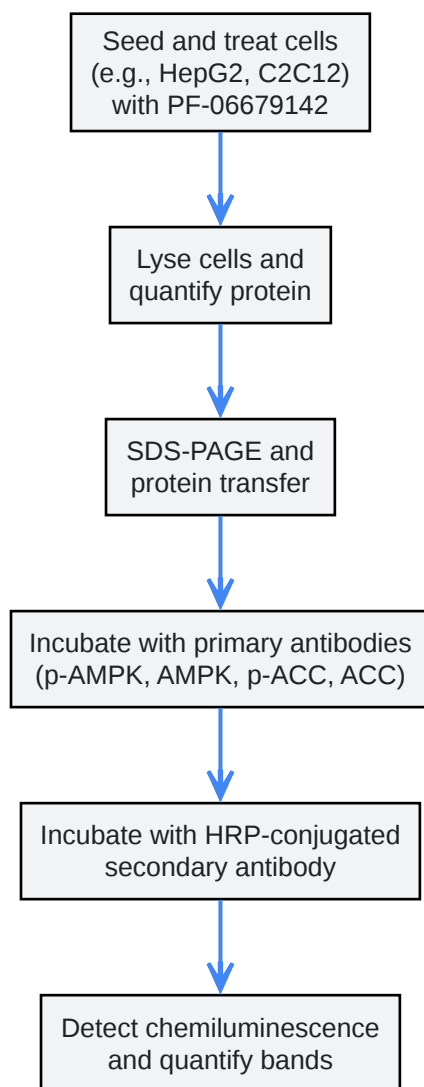 Seed and treat cells
(e.g., HepG2, C2C12)
with PF-06679142
Lyse cells and
quantify protein
SDS-PAGE and
protein transfer
Incubate with primary antibodies
(p-AMPK, AMPK, p-ACC, ACC)
Incubate with HRP-conjugated
secondary antibody
Detect chemiluminescence
and quantify bands